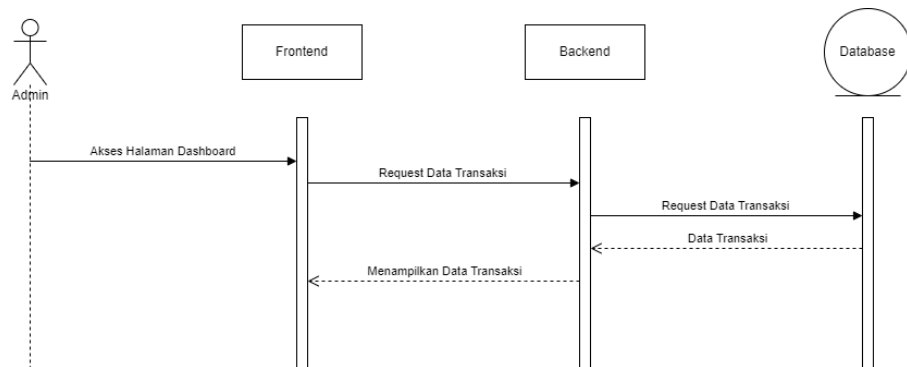 Frontend
Backend
Database
Admin
Akses Halaman Dashboard
Request Data Transaksi
Request Data Transaksi
Data Transaksi
Menampilkan Data Transaksi